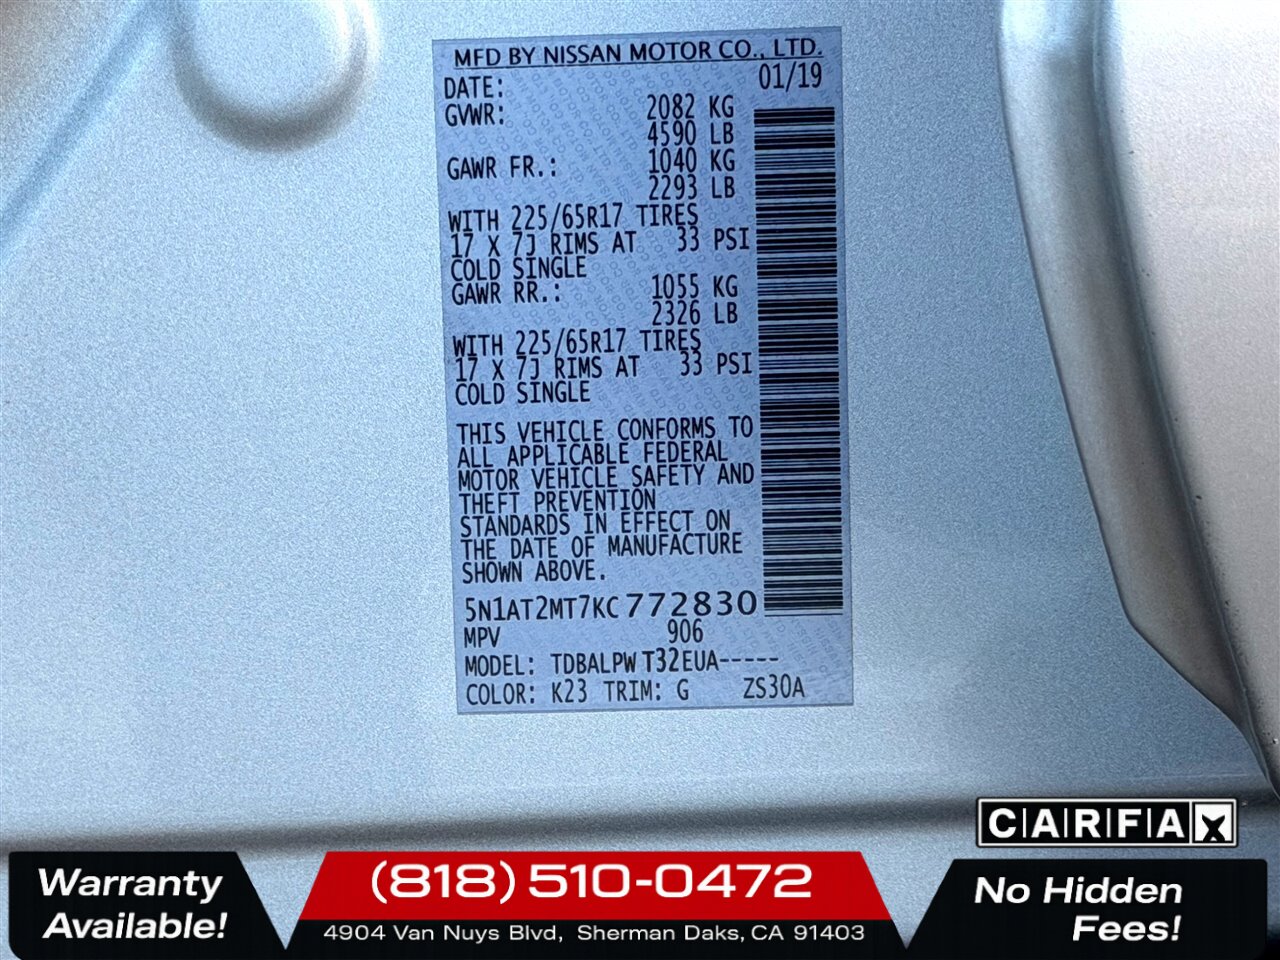 MFD BY NISSAN MOTOR CO., LTD.
DATE: 01/19
GVWR: 2082 KG
4590 LB
GAWR FR.: 1040 KG
2293 LB
WITH 225/65R17 TIRES
17 X 7J RIMS AT 33 PSI
COLD SINGLE
GAWR RR.: 1055 KG
2326 LB
WITH 225/65R17 TIRES
17 X 7J RIMS AT 33 PSI
COLD SINGLE
THIS VEHICLE CONFORMS TO
ALL APPLICABLE FEDERAL
MOTOR VEHICLE SAFETY AND
THEFT PREVENTION
STANDARDS IN EFFECT ON
THE DATE OF MANUFACTURE
SHOWN ABOVE.
5N1AT2MT7KC772830
MPV 906
MODEL: TDBALPW T32EUA-----
COLOR: K23 TRIM: G ZS30A
CARFAX
Warranty
Available!
(818) 510-0472
4904 Van Nuys Blvd, Sherman Daks, CA 91403
No Hidden
Fees!